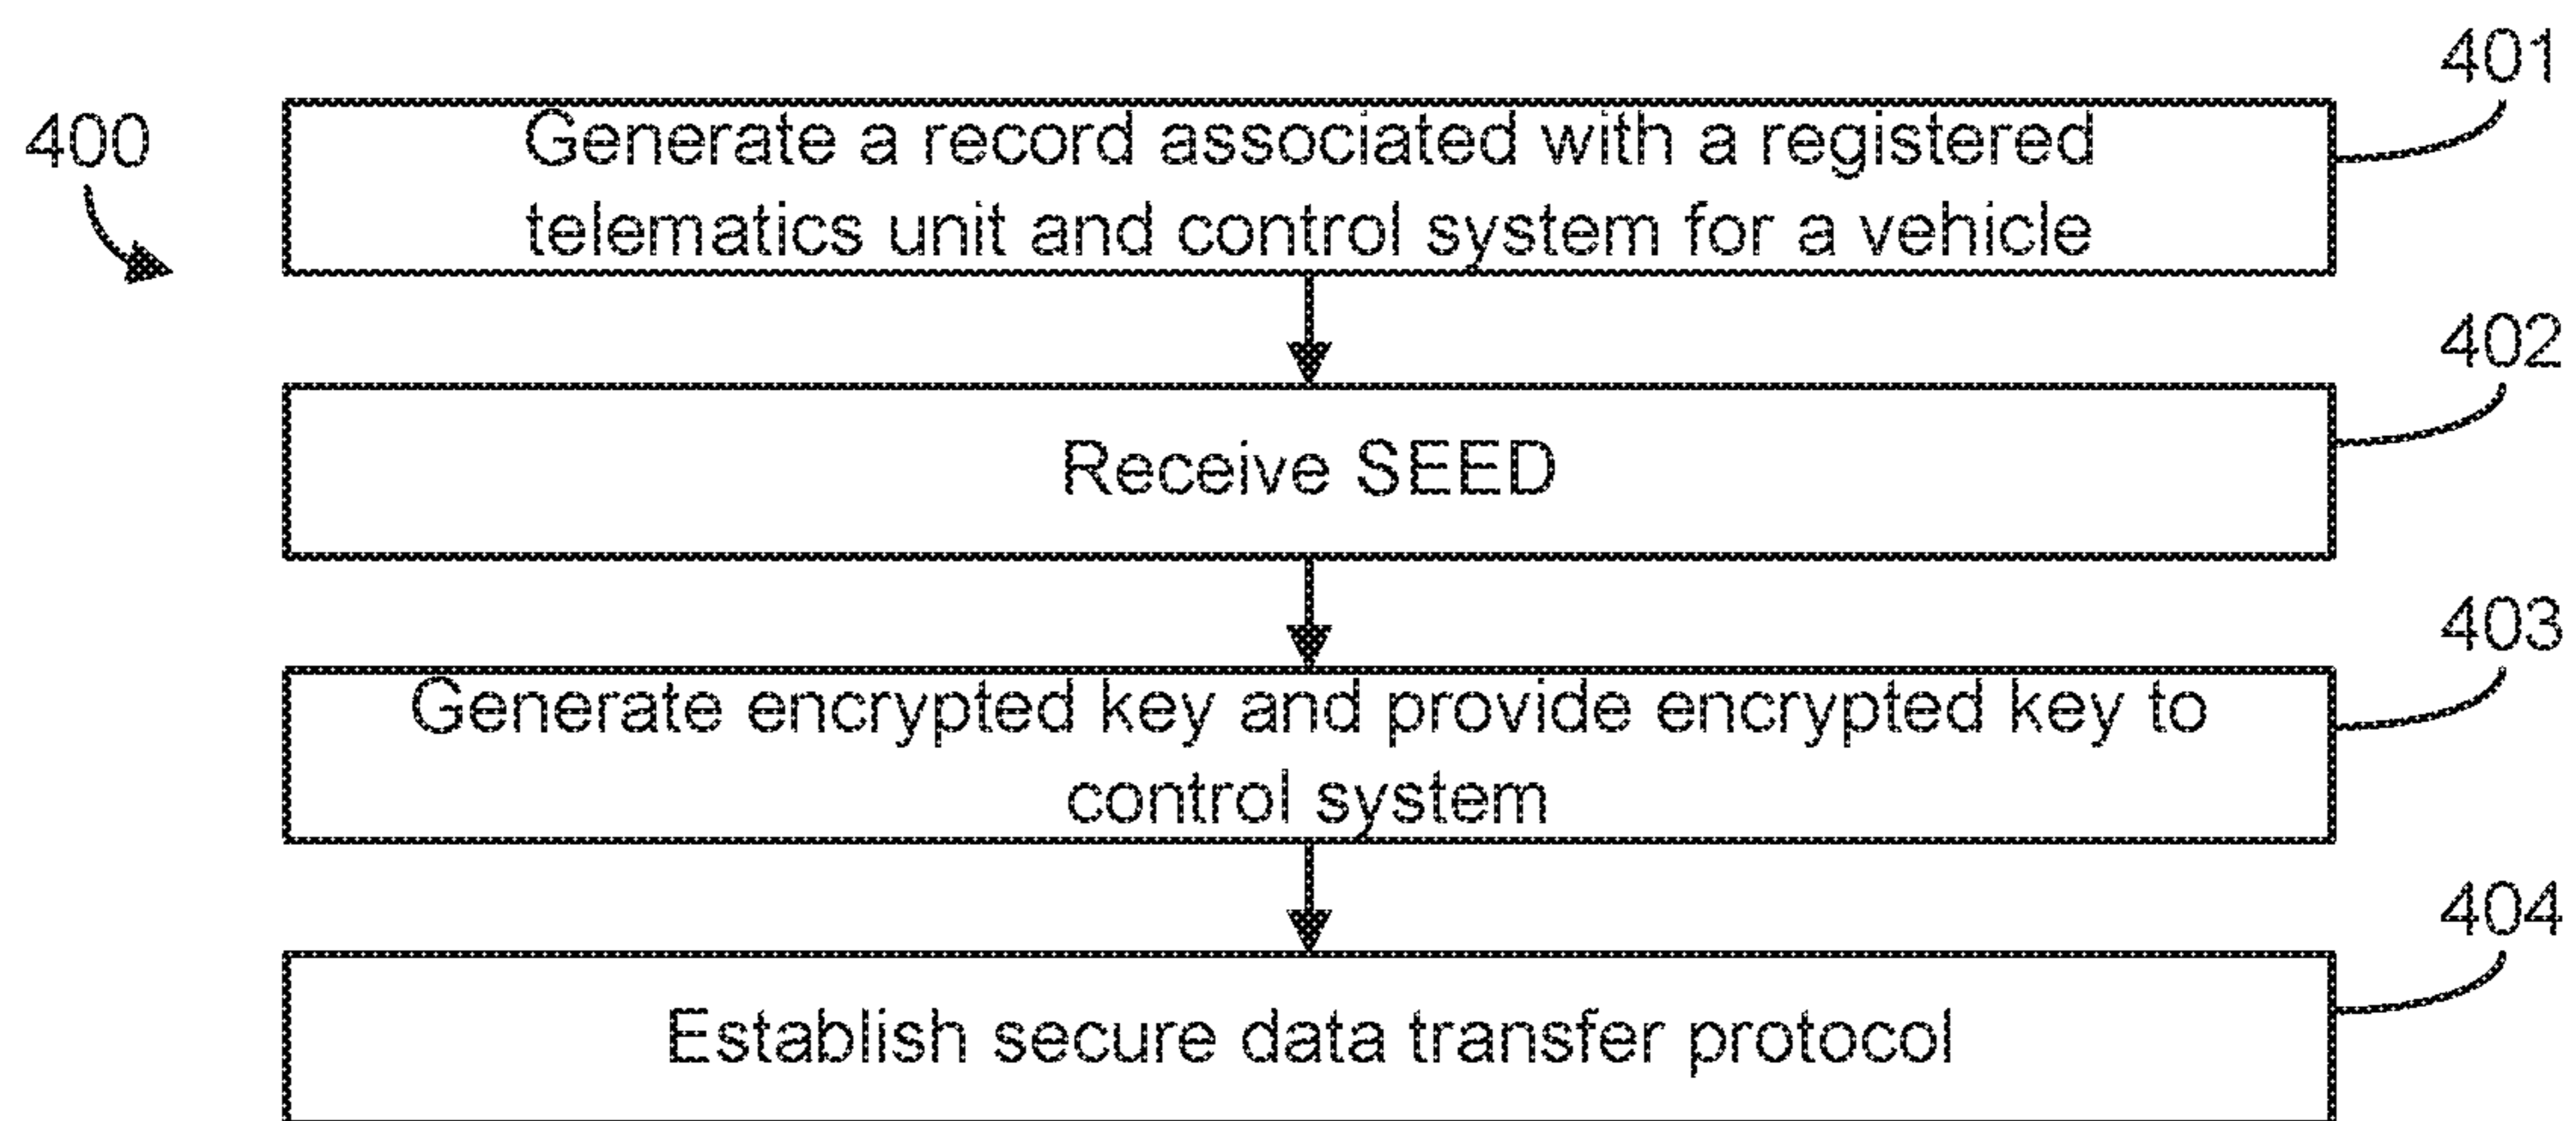 401
400
Generate a record associated with a registered
telematics unit and control system for a vehicle
402
Receive SEED
403
Generate encrypted key and provide encrypted key to
control system
404
Establish secure data transfer protocol